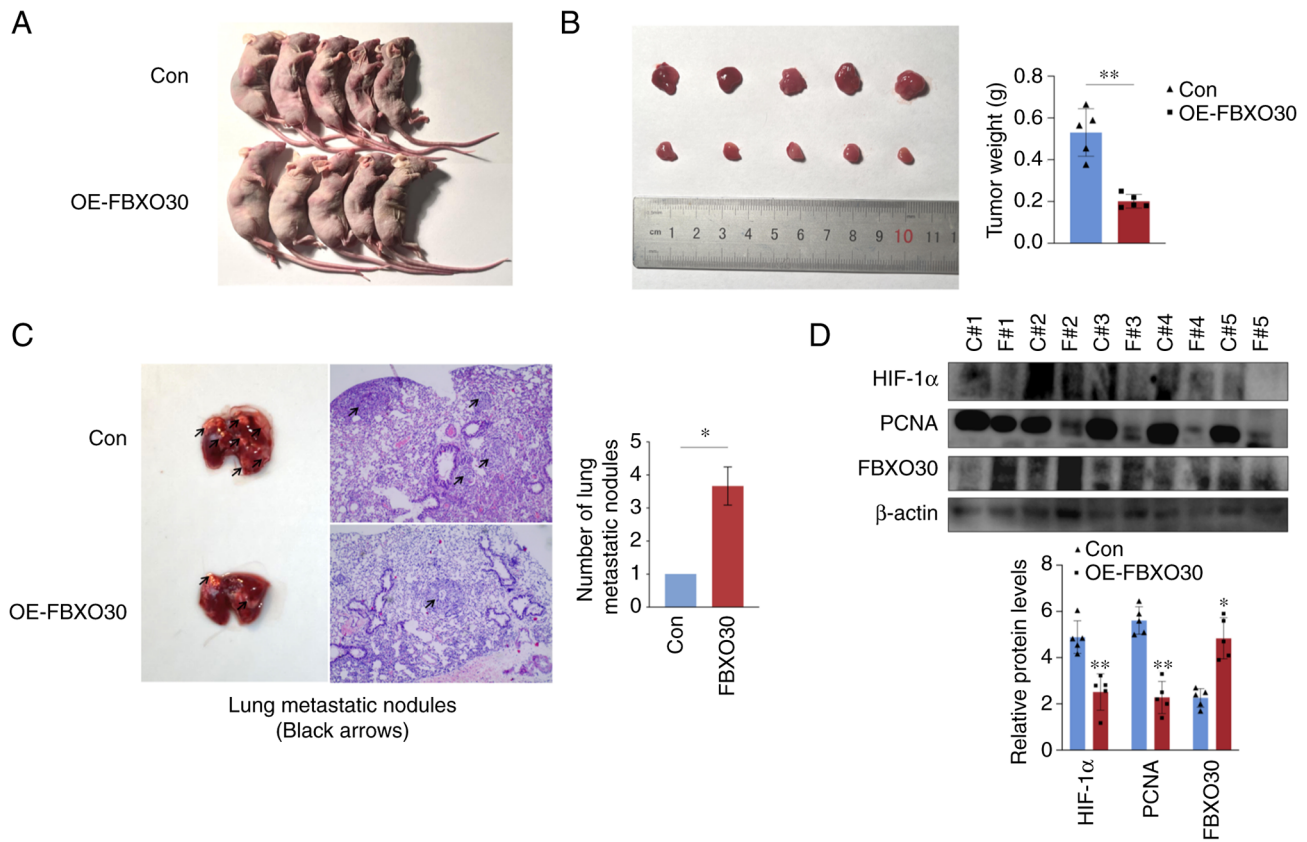 A
Con
OE-FBXO30
B
cm 1 2 3 4 5 6 7 8 9 10 11 1
Tumor weight (g)
0.8
0.6
0.4
0.2
0.0
**
Con
OE-FBXO30
C
Con
OE-FBXO30
Lung metastatic nodules
(Black arrows)
Number of lung
metastatic nodules
5
4
3
2
1
0
*
Con
FBXO30
D
C#1 F#1 C#2 F#2 C#3 F#3 C#4 F#4 C#5 F#5
HIF-1α
PCNA
FBXO30
β-actin
Con
OE-FBXO30
Relative protein levels
8
6
4
2
0
**
**
*
HIF-1α
PCNA
FBXO30